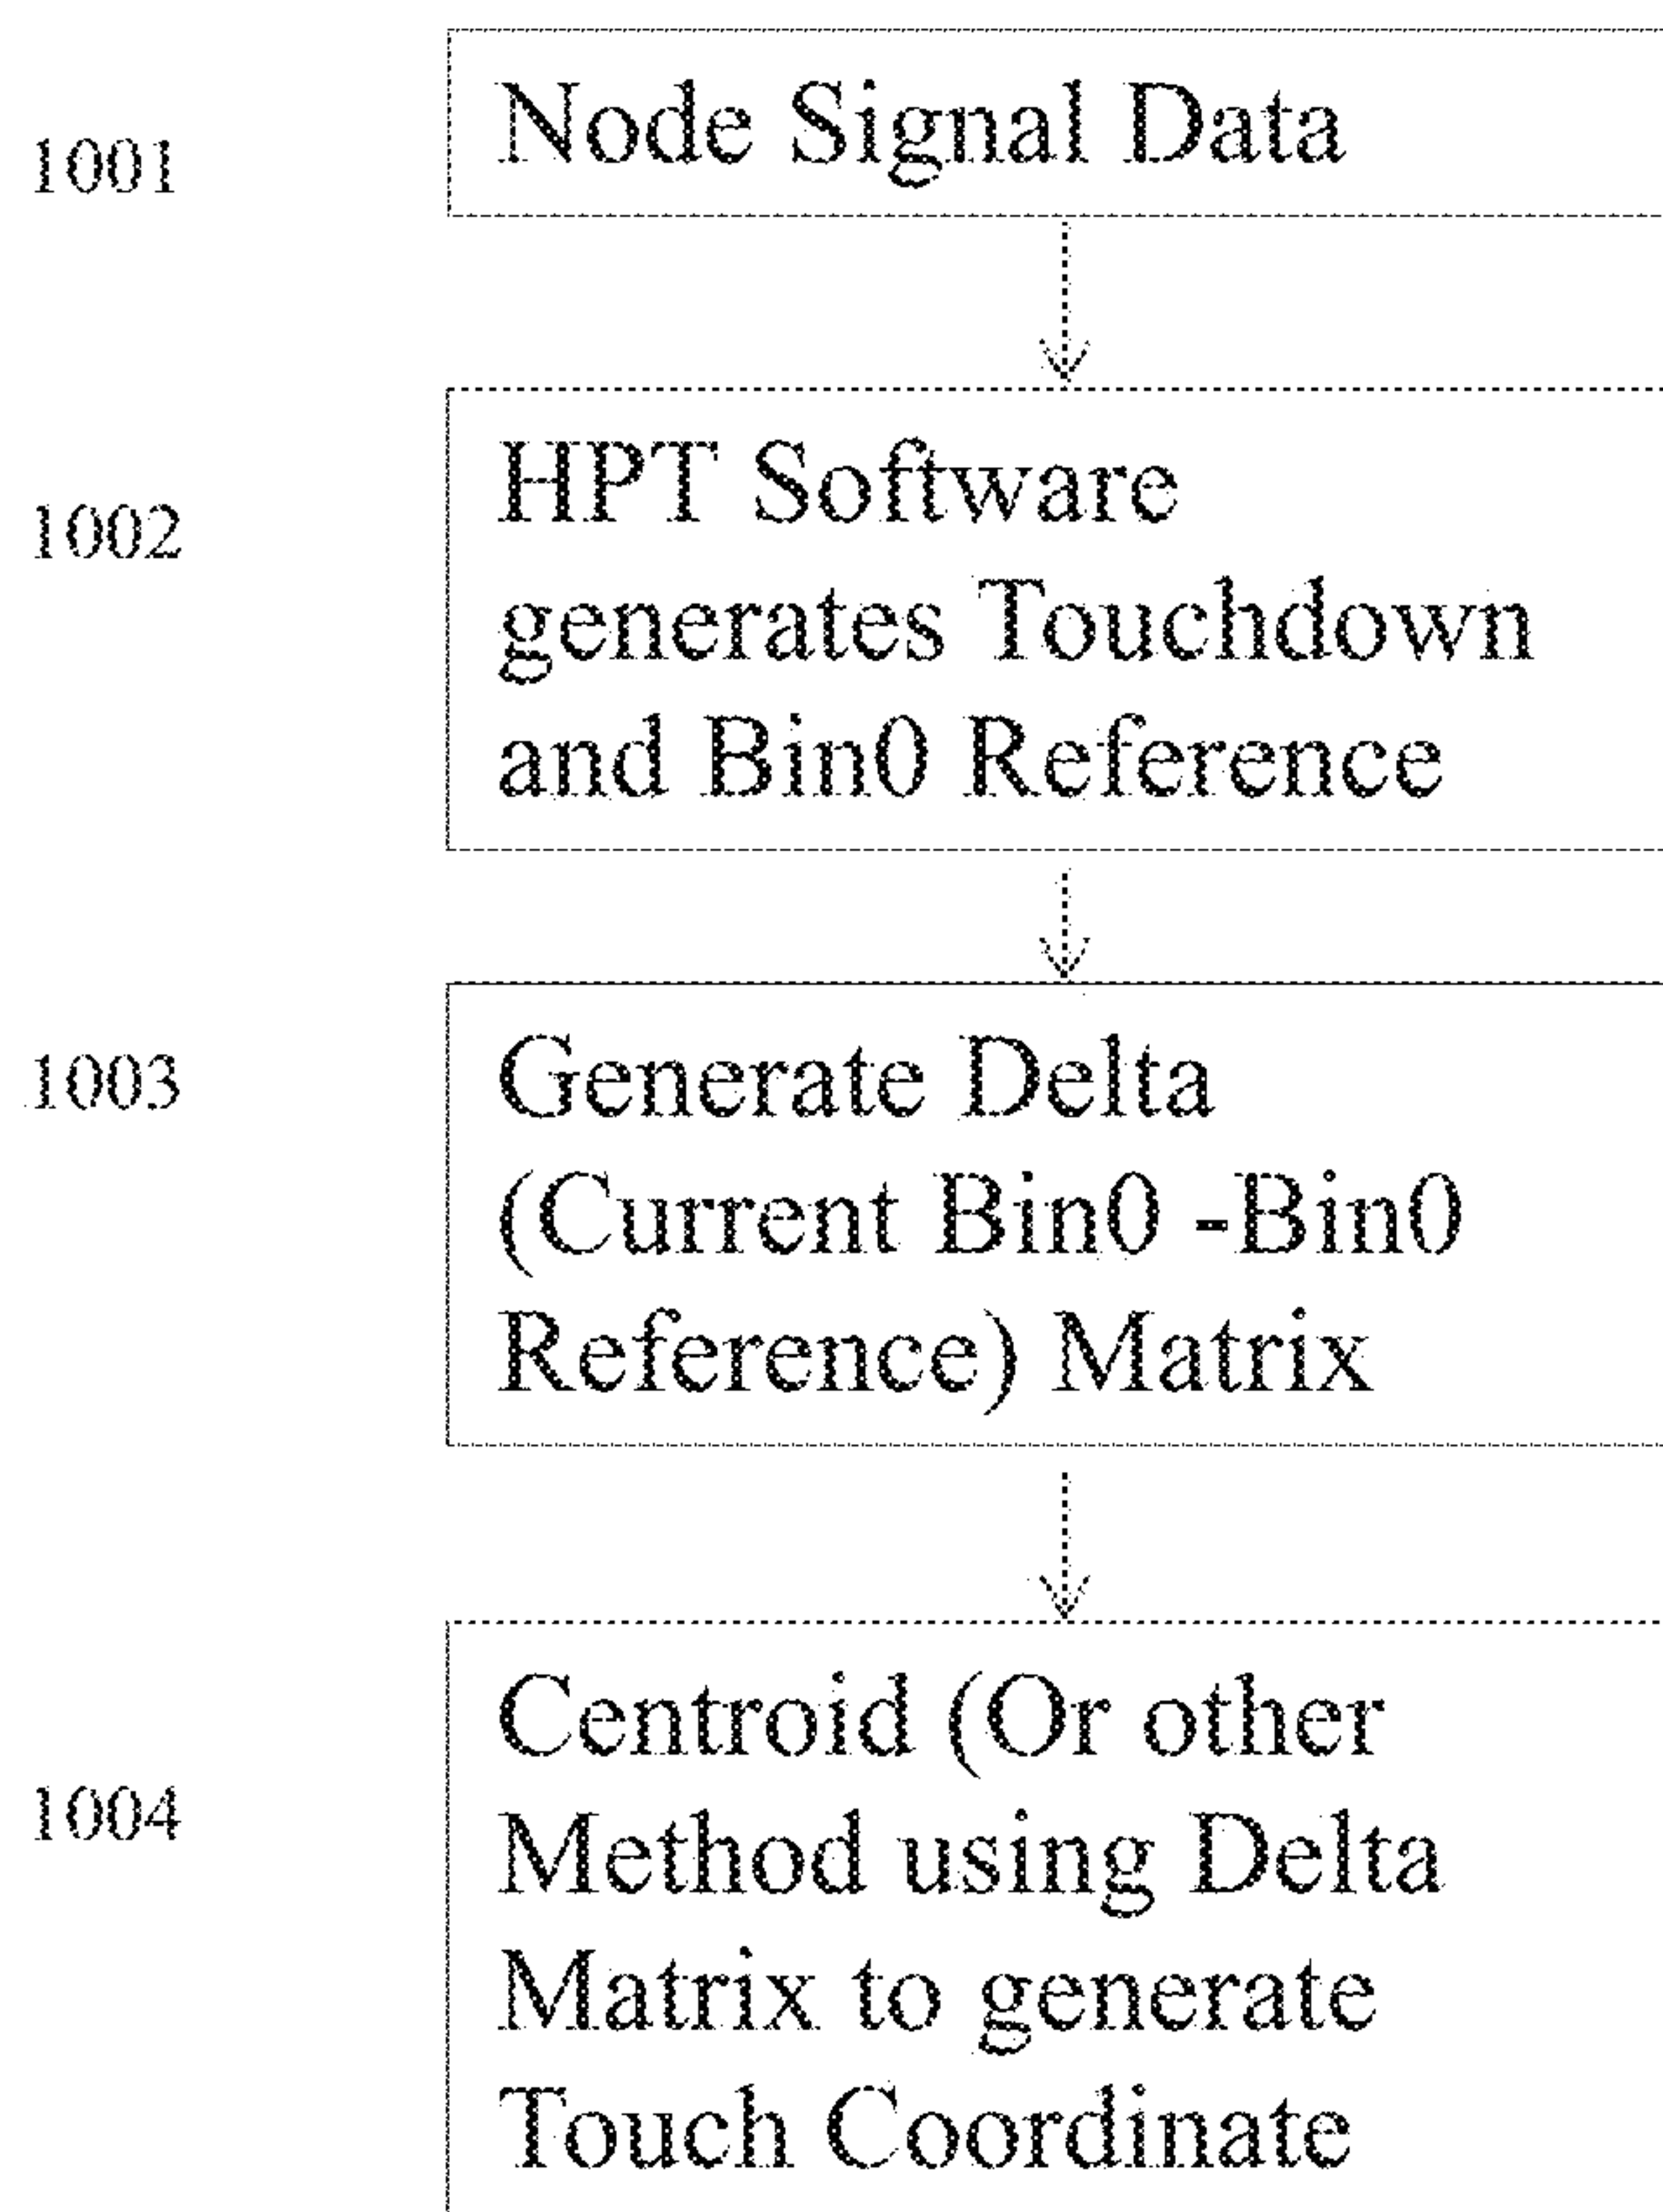 1001
Node Signal Data
1002
HPT Software
generates Touchdown
and Bin0 Reference
1003
Generate Delta
(Current Bin0 -Bin0
Reference) Matrix
1004
Centroid (Or other
Method using Delta
Matrix to generate
Touch Coordinate